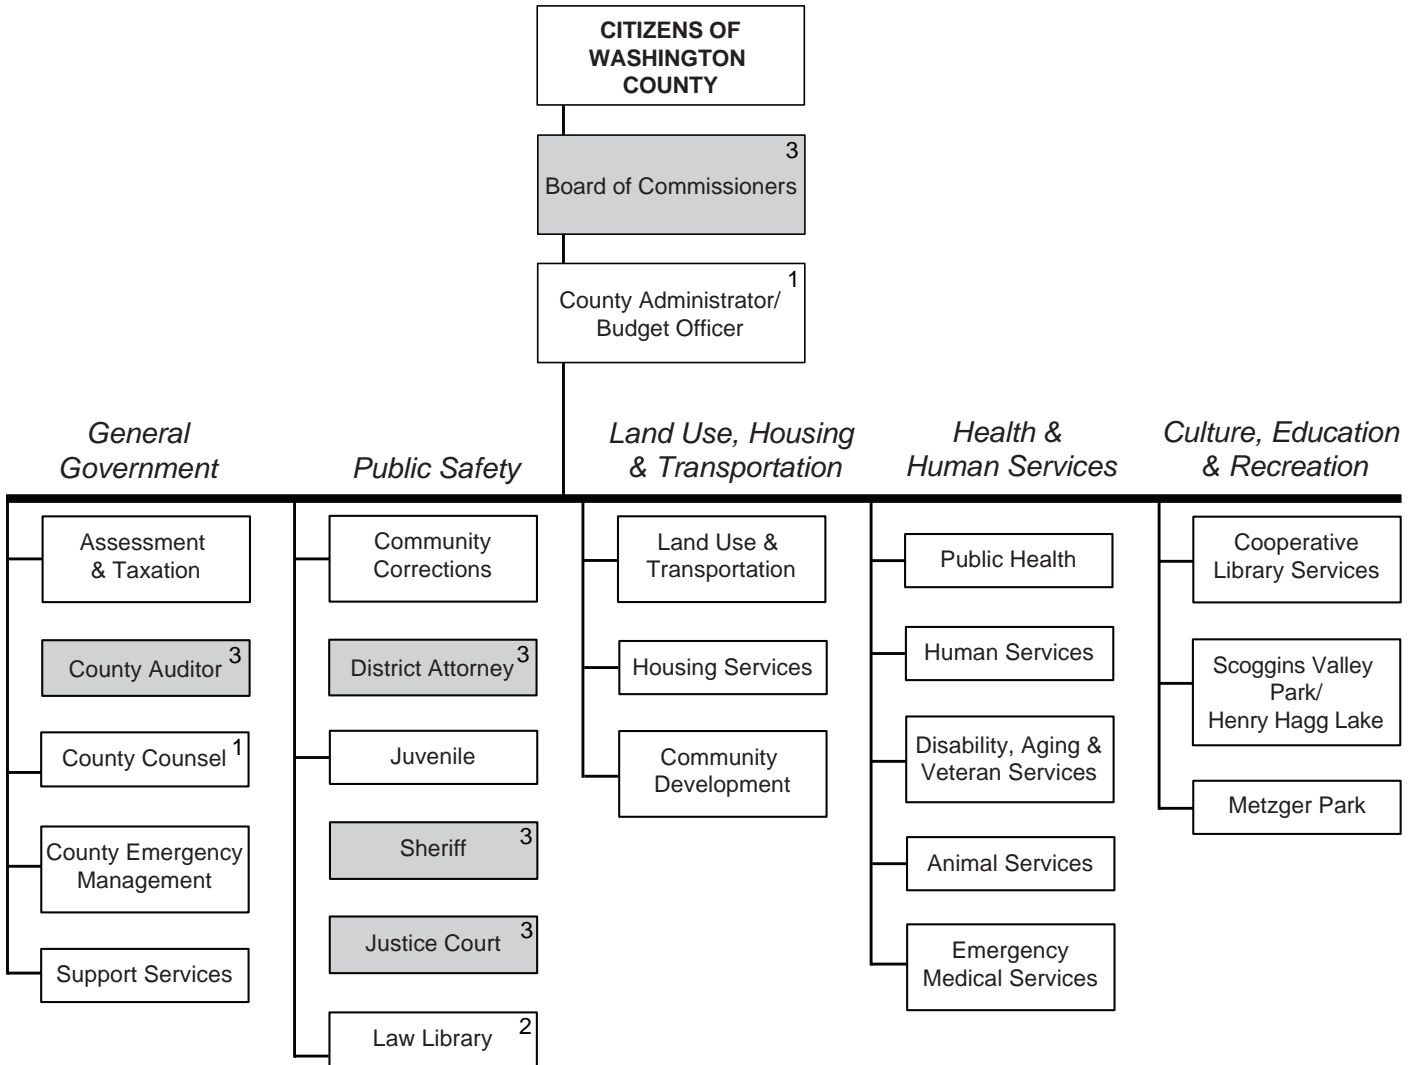 CITIZENS OF
WASHINGTON
COUNTY
3
Board of Commissioners
1
County Administrator/
Budget Officer
General
Government
Public Safety
Land Use, Housing
& Transportation
Health &
Human Services
Culture, Education
& Recreation
Assessment
& Taxation
County Auditor 3
County Counsel 1
County Emergency
Management
Support Services
Community
Corrections
District Attorney 3
Juvenile
Sheriff 3
Justice Court 3
Law Library 2
Land Use &
Transportation
Housing Services
Community
Development
Public Health
Human Services
Disability, Aging &
Veteran Services
Animal Services
Emergency
Medical Services
Cooperative
Library Services
Scoggins Valley
Park/
Henry Hagg Lake
Metzger Park